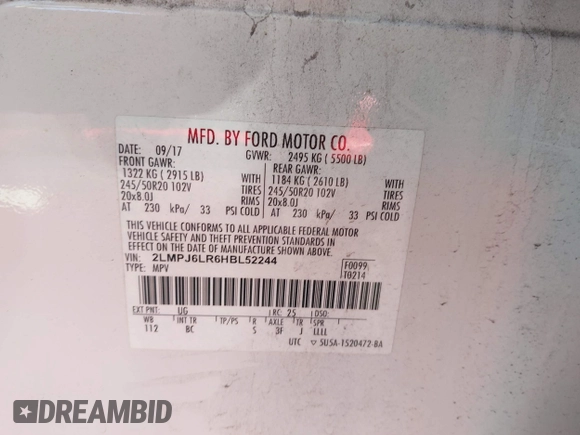 MFD. BY FORD MOTOR CO.
DATE: 09/17 GVWR: 2495 KG ( 5500 LB)
FRONT GAWR: REAR GAWR:
1322 KG ( 2915 LB) WITH 1184 KG ( 2610 LB) WITH
245/50R20 102V TIRES 245/50R20 102V TIRES
20x8.0J RIMS 20x8.0J RIMS
AT 230 kPa/ 33 PSI COLD AT 230 kPa/ 33 PSI COLD
THIS VEHICLE CONFORMS TO ALL APPLICABLE FEDERAL MOTOR
VEHICLE SAFETY AND THEFT PREVENTION STANDARDS IN
EFFECT ON THE DATE OF MANUFACTURE SHOWN ABOVE.
VIN: 2LMPJ6LR6HBL52244 F0099
TYPE: MPV T0214
EXT PNT: UG RC: 25 DSO:
WB INT TR TP/PS R AXLE TR SPR
112 BC 5 3F J LLLL
UTC ▽ 5U5A-1520472-BA
DREAMBID